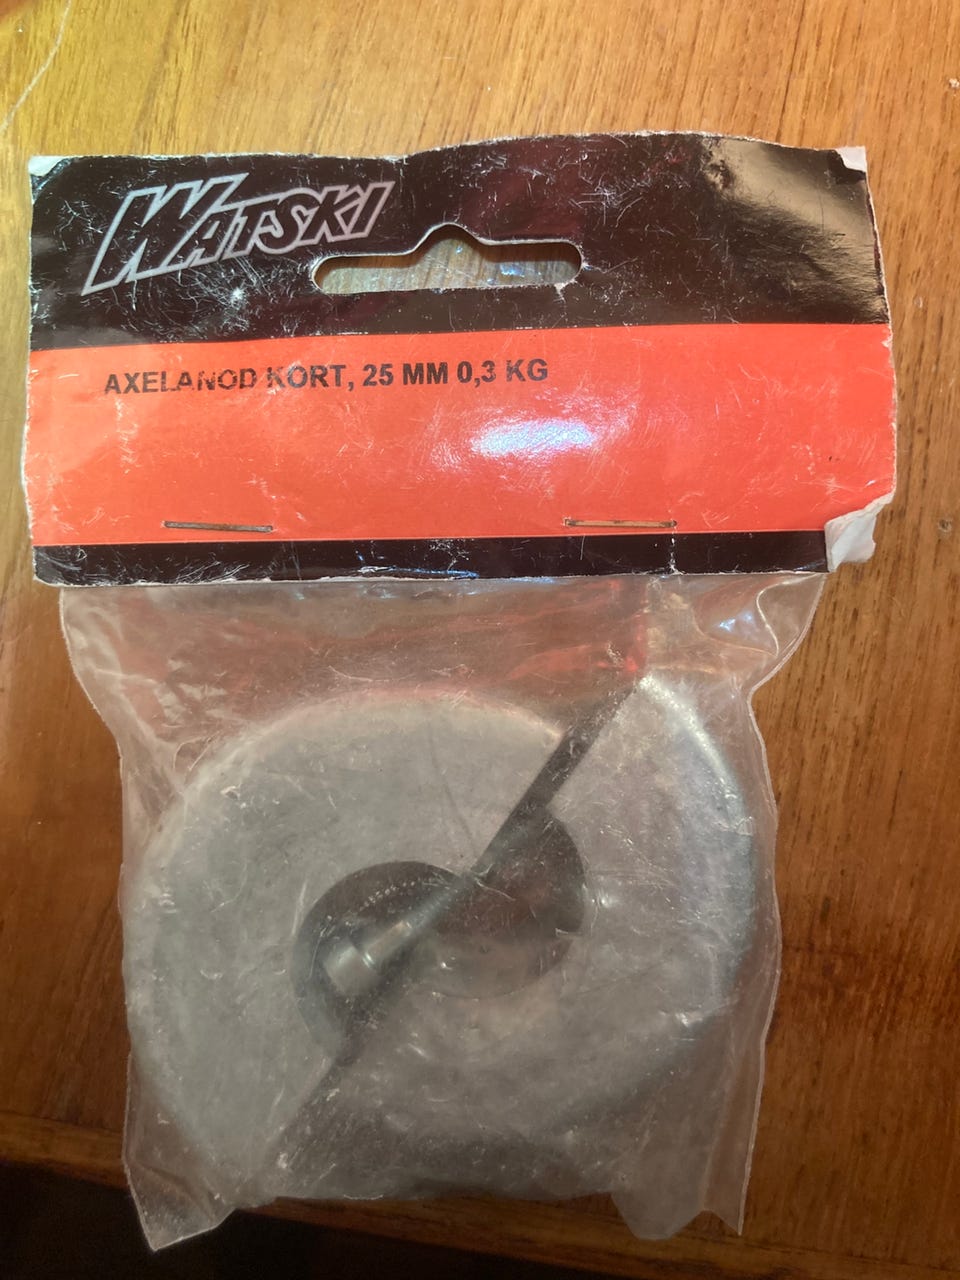 WATSKI
AXELANOD KORT, 25 MM 0,3 KG